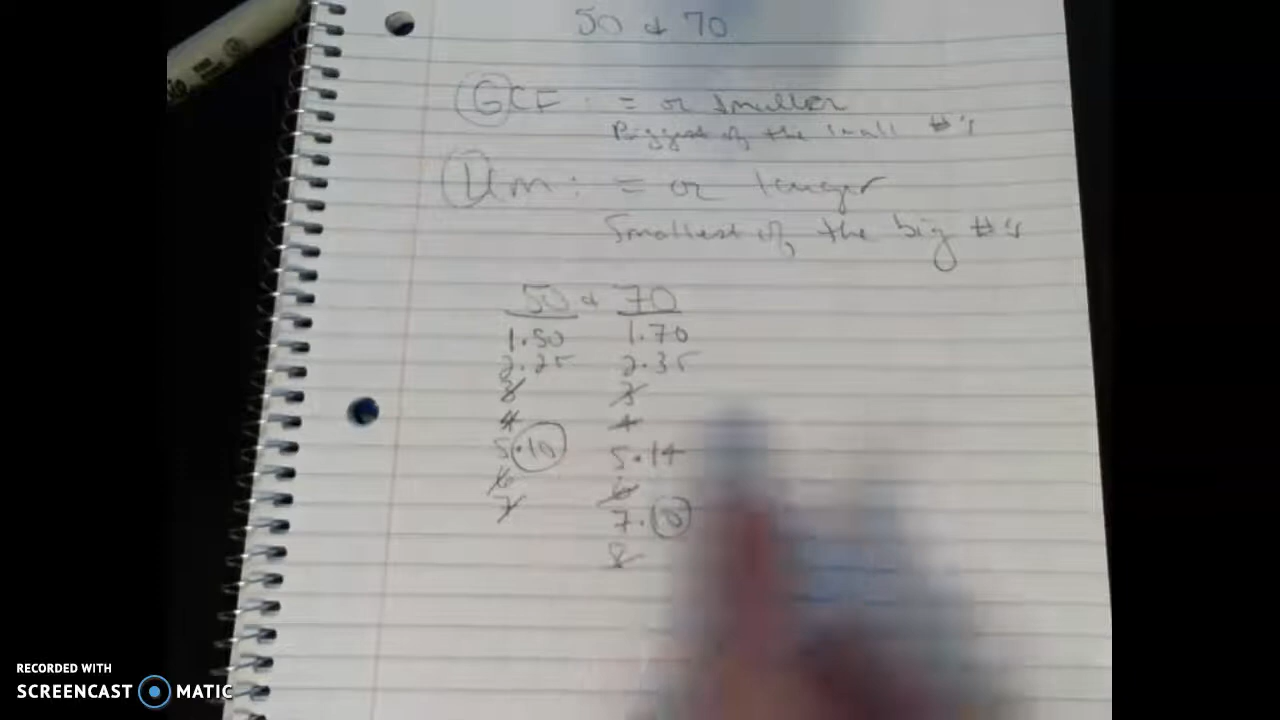 50 & 70
GCF : = or smaller
Biggest of the small #'s
LCM : = or larger
Smallest of the big #'s
50 & 70
1·50 1·70
2·25 2·35
3 3
4 4
5·10 5·14
6 6
7 7·10
8
RECORDED WITH
SCREENCAST MATIC